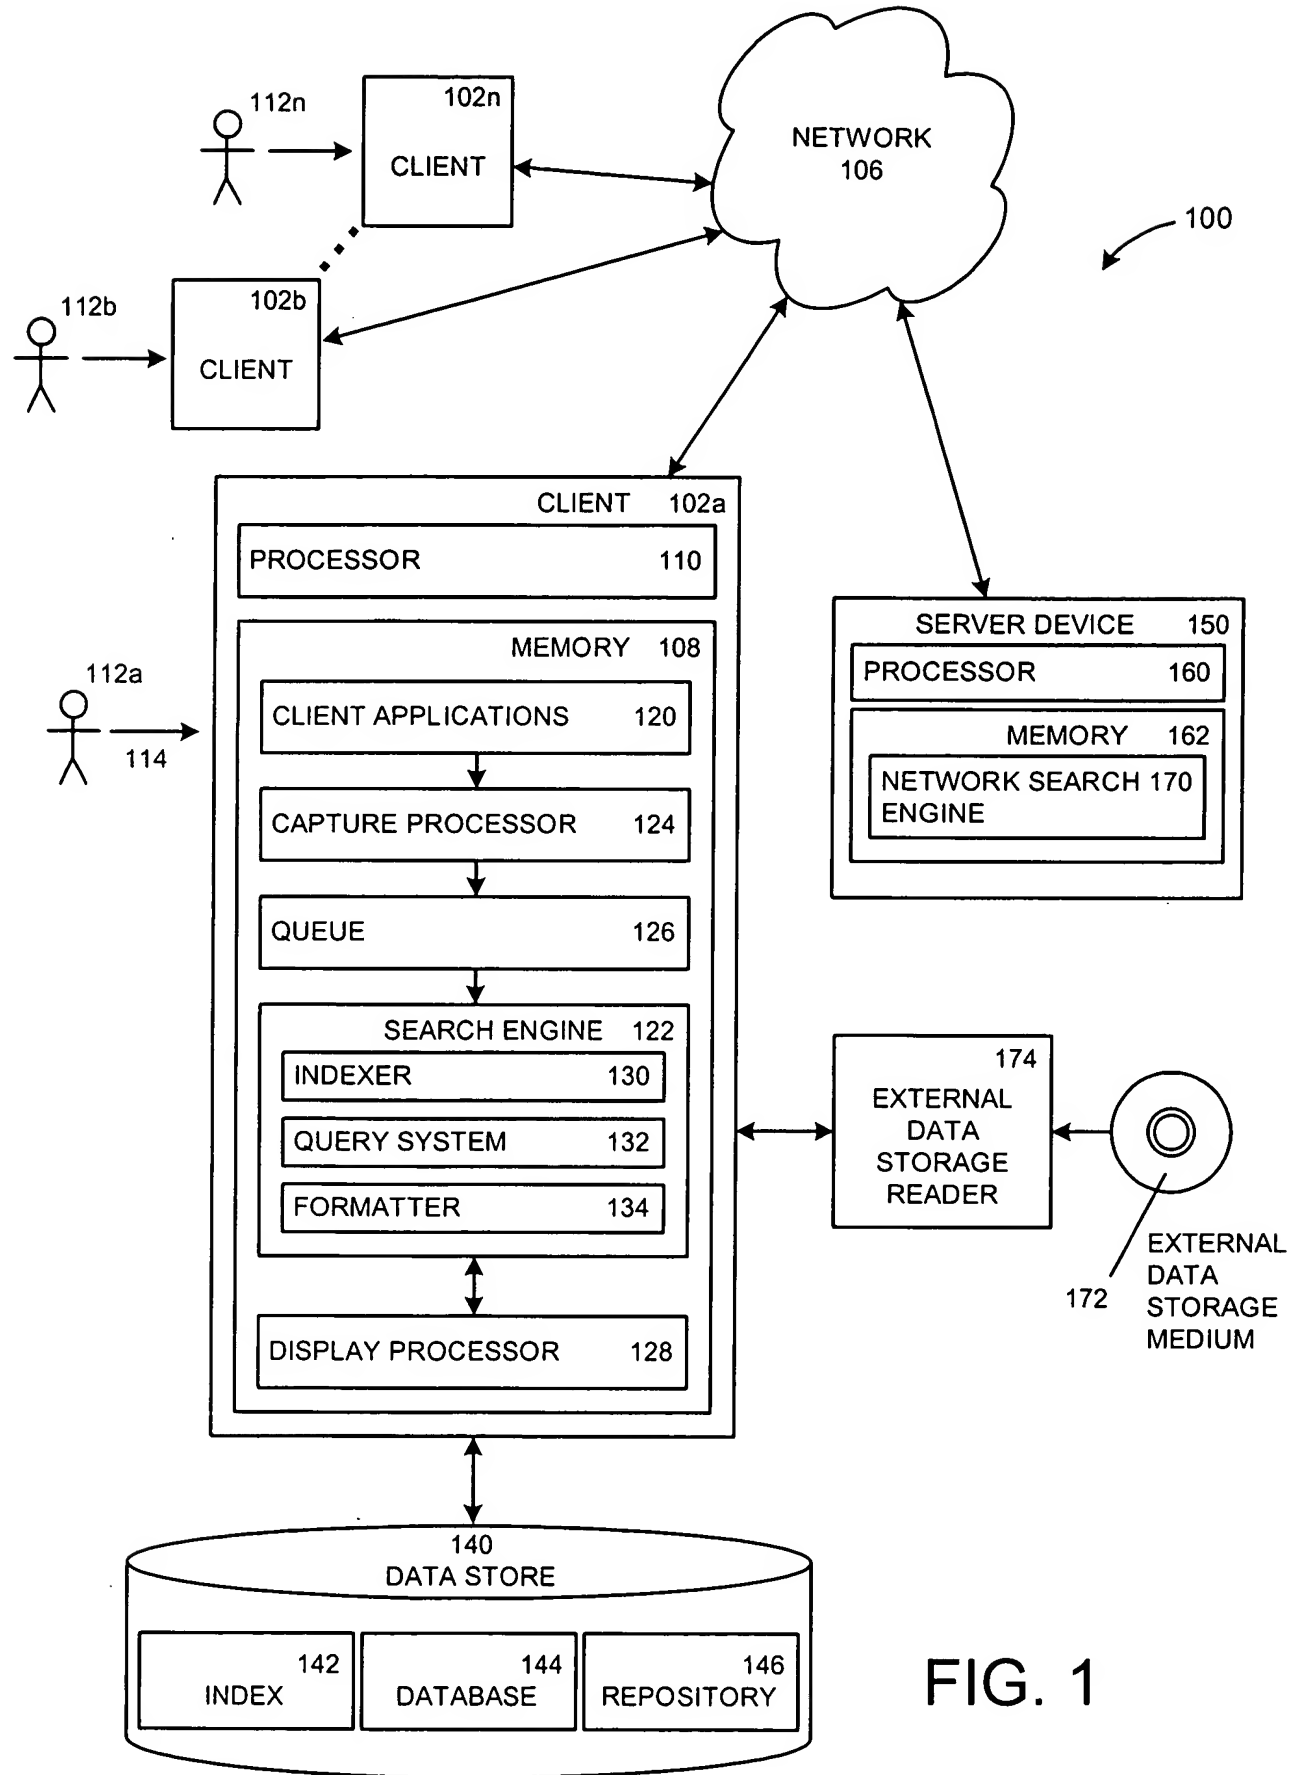 112n
102n
CLIENT
NETWORK
106
100
112b
102b
CLIENT
CLIENT 102a
PROCESSOR 110
MEMORY 108
112a
114
CLIENT APPLICATIONS 120
CAPTURE PROCESSOR 124
QUEUE 126
SEARCH ENGINE 122
INDEXER 130
QUERY SYSTEM 132
FORMATTER 134
DISPLAY PROCESSOR 128
SERVER DEVICE 150
PROCESSOR 160
MEMORY 162
NETWORK SEARCH 170
ENGINE
174
EXTERNAL
DATA
STORAGE
READER
172
EXTERNAL
DATA
STORAGE
MEDIUM
140
DATA STORE
142
INDEX
144
DATABASE
146
REPOSITORY
FIG. 1